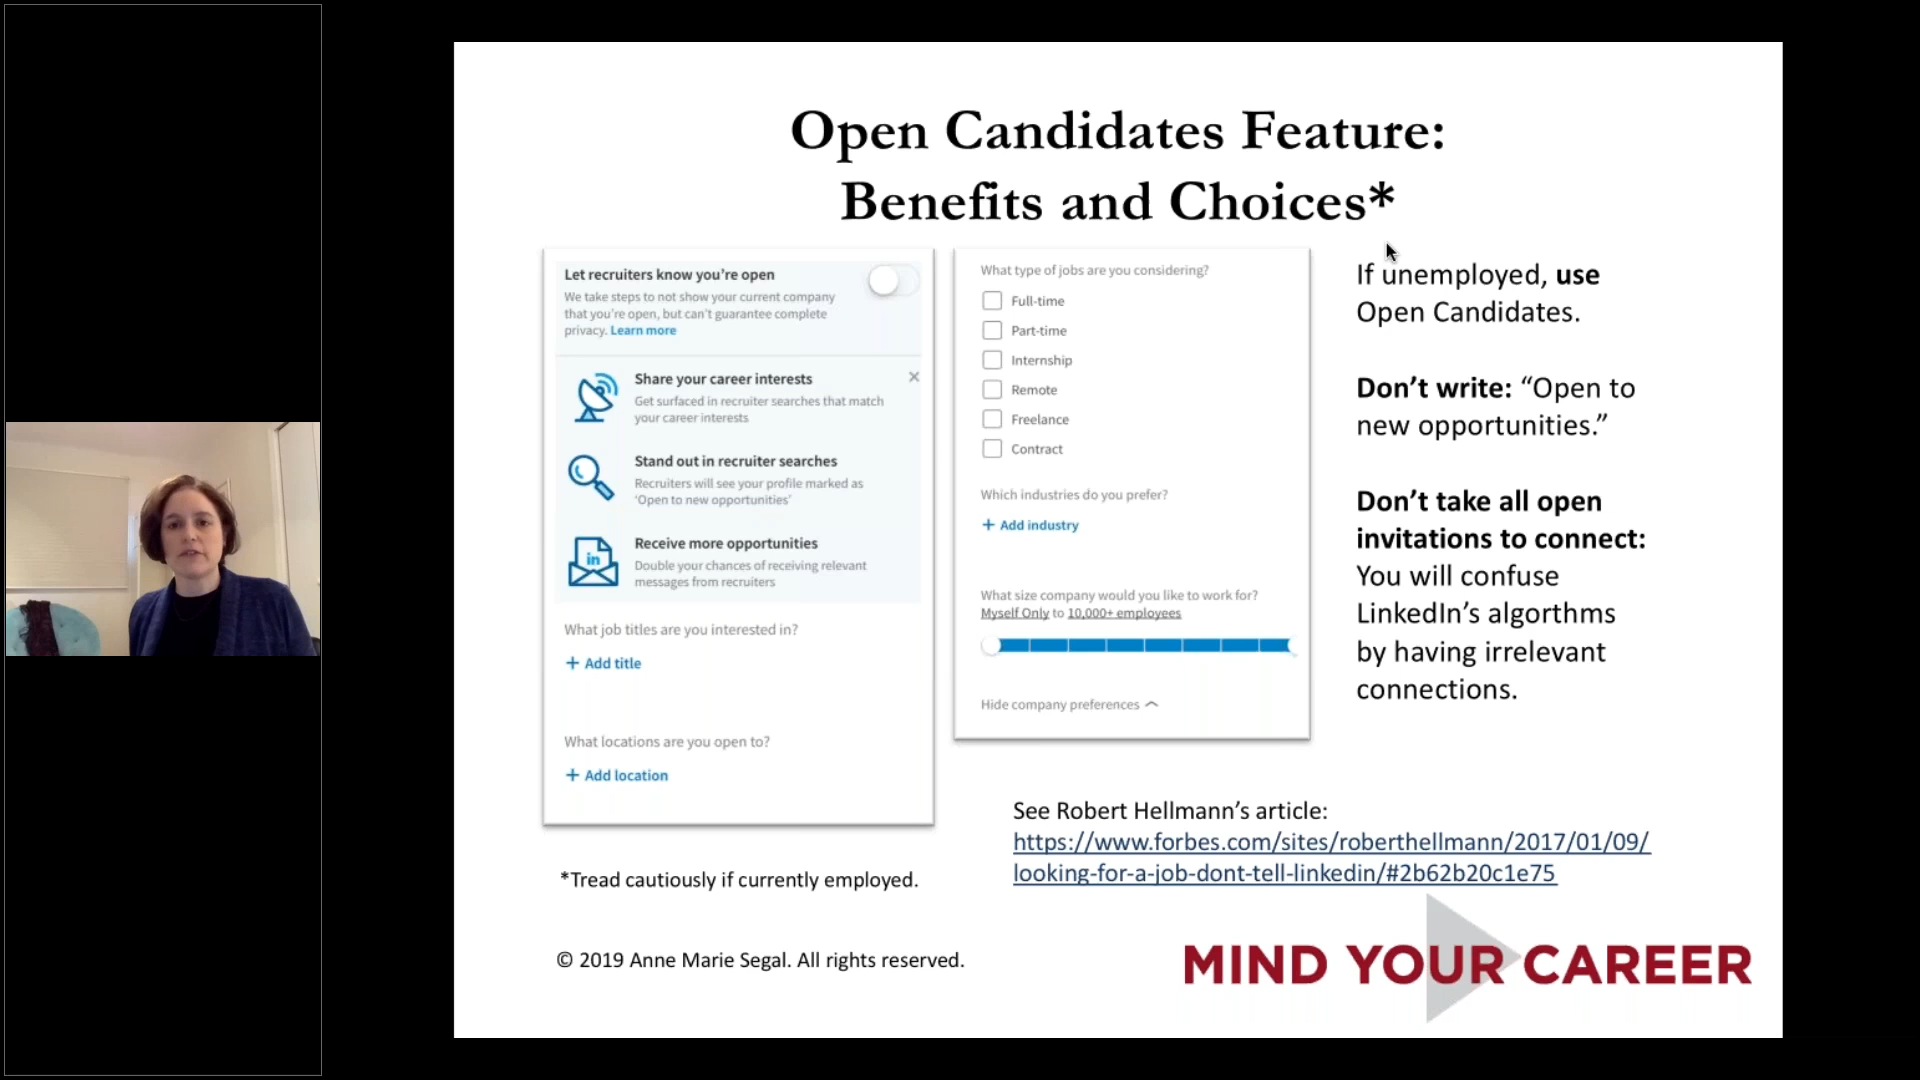 Open Candidates Feature:
Benefits and Choices*
Let recruiters know you're open
We take steps to not show your current company
that you're open, but can't guarantee complete
privacy. Learn more
Share your career interests
Get surfaced in recruiter searches that match
your career interests
Stand out in recruiter searches
Recruiters will see your profile marked as
'Open to new opportunities'
in
Receive more opportunities
Double your chances of receiving relevant
messages from recruiters
What job titles are you interested in?
+ Add title
What locations are you open to?
+ Add location
What type of jobs are you considering?
Full-time
Part-time
Internship
Remote
Freelance
Contract
Which industries do you prefer?
+ Add industry
What size company would you like to work for?
Myself Only to 10,000+ employees
Hide company preferences
If unemployed, use
Open Candidates.
Don't write: “Open to
new opportunities.”
Don't take all open
invitations to connect:
You will confuse
LinkedIn's algorthms
by having irrelevant
connections.
See Robert Hellmann's article:
https://www.forbes.com/sites/roberthellmann/2017/01/09/
looking-for-a-job-dont-tell-linkedin/#2b62b20c1e75
*Tread cautiously if currently employed.
© 2019 Anne Marie Segal. All rights reserved.
MIND YOUR CAREER